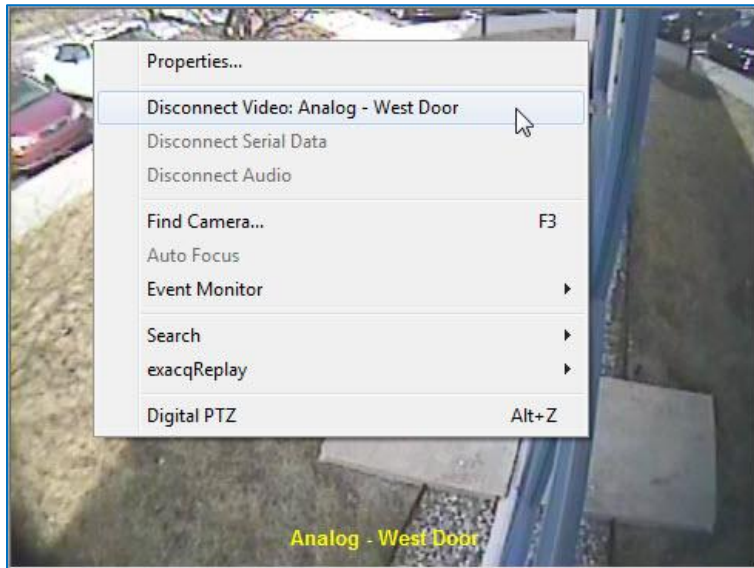 Properties...
Disconnect Video: Analog - West Door
Disconnect Serial Data
Disconnect Audio
Find Camera... F3
Auto Focus
Event Monitor
Search
exacqReplay
Digital PTZ Alt+Z
Analog - West Door